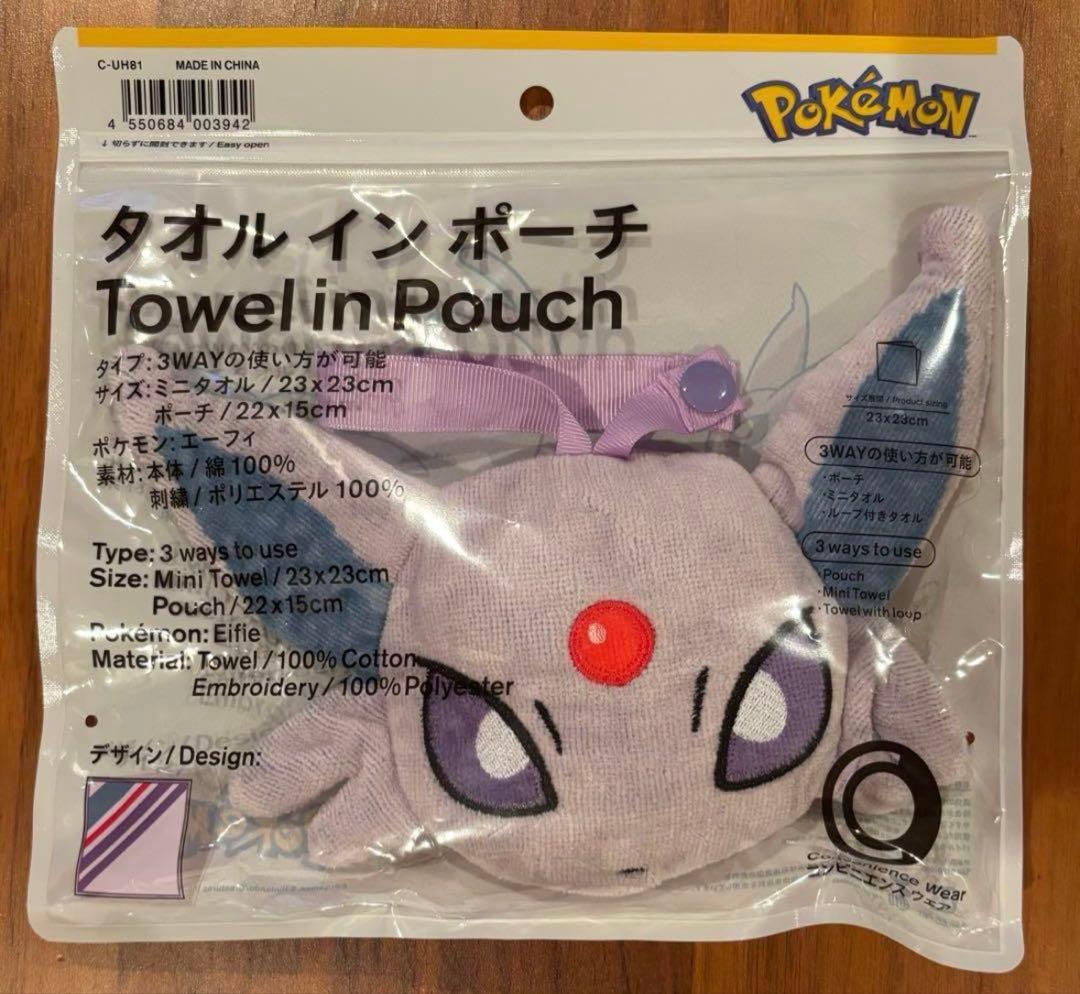 C-UH81 MADE IN CHINA
4 550684 003942
↓ 切らずに開封できます / Easy open
POKéMON
タオル イン ポーチ
Towel in Pouch
タイプ: 3WAYの使い方が可能
サイズ: ミニタオル / 23x23cm
ポーチ / 22x15cm
ポケモン: エーフィ
素材: 本体 / 綿 100%
刺繍 / ポリエステル 100%
Type: 3 ways to use
Size: Mini Towel / 23x23cm
Pouch / 22x15cm
Pokémon: Eifie
Material: Towel / 100% Cotton
Embroidery / 100% Polyester
デザイン / Design:
サイズ展開 / Product sizing
23x23cm
3WAYの使い方が可能
・ポーチ
・ミニタオル
・ループ付きタオル
3 ways to use
・Pouch
・Mini Towel
・Towel with loop
Convenience Wear
コンビニエンス ウェア